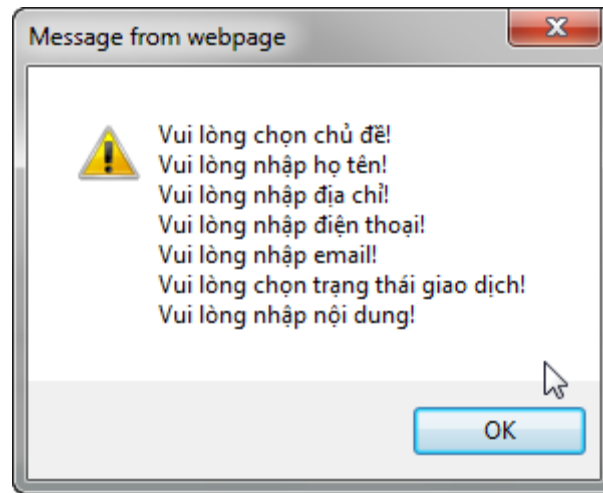 Message from webpage
Vui lòng chọn chủ đề!
Vui lòng nhập họ tên!
Vui lòng nhập địa chỉ!
Vui lòng nhập điện thoại!
Vui lòng nhập email!
Vui lòng chọn trạng thái giao dịch!
Vui lòng nhập nội dung!
OK